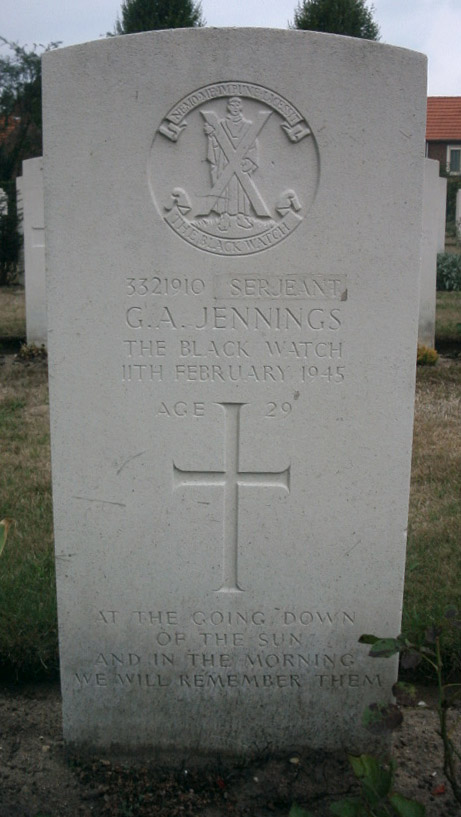 NEMO ME IMPUNE LACESSIT
THE BLACK WATCH
3321910 SERJEANT
G.A. JENNINGS
THE BLACK WATCH
11TH FEBRUARY 1945
AGE 29
AT THE GOING DOWN
OF THE SUN
AND IN THE MORNING
WE WILL REMEMBER THEM